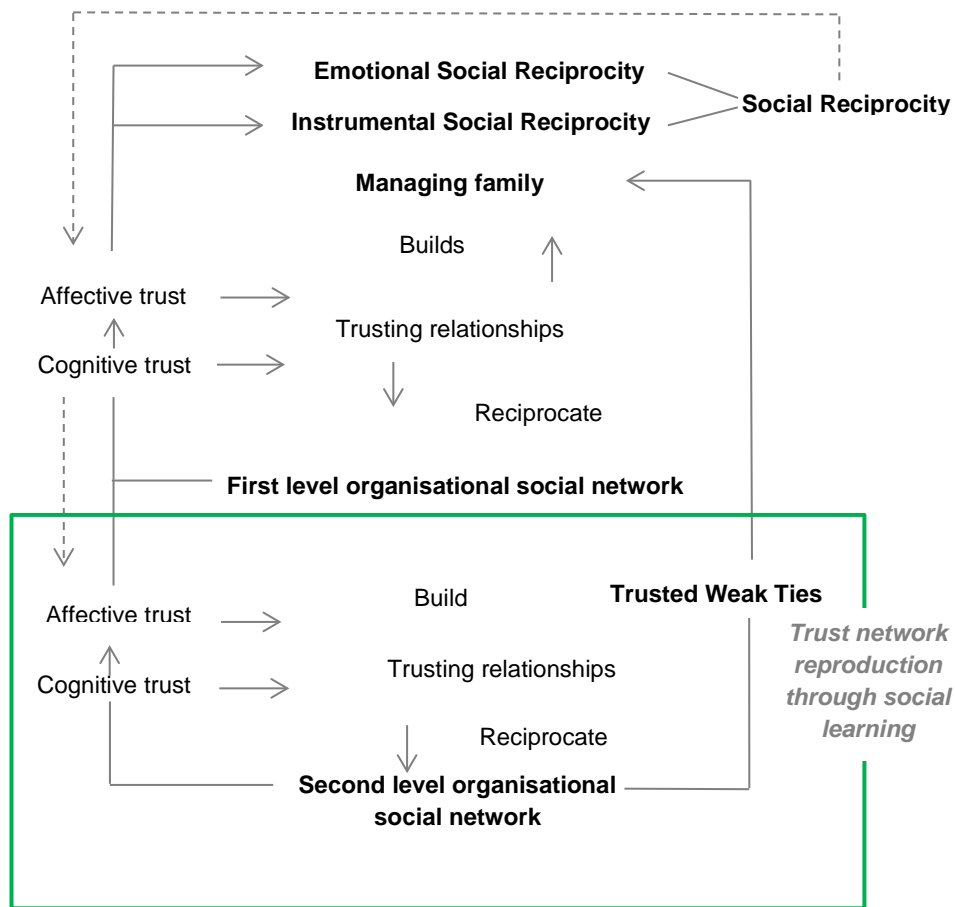 Emotional Social Reciprocity
Social Reciprocity
Instrumental Social Reciprocity
Managing family
Builds
Affective trust
Trusting relationships
Cognitive trust
Reciprocate
First level organisational social network
Affective trust
Build
Trusted Weak Ties
Trust network
reproduction
through social
learning
Trusting relationships
Cognitive trust
Reciprocate
Second level organisational
social network